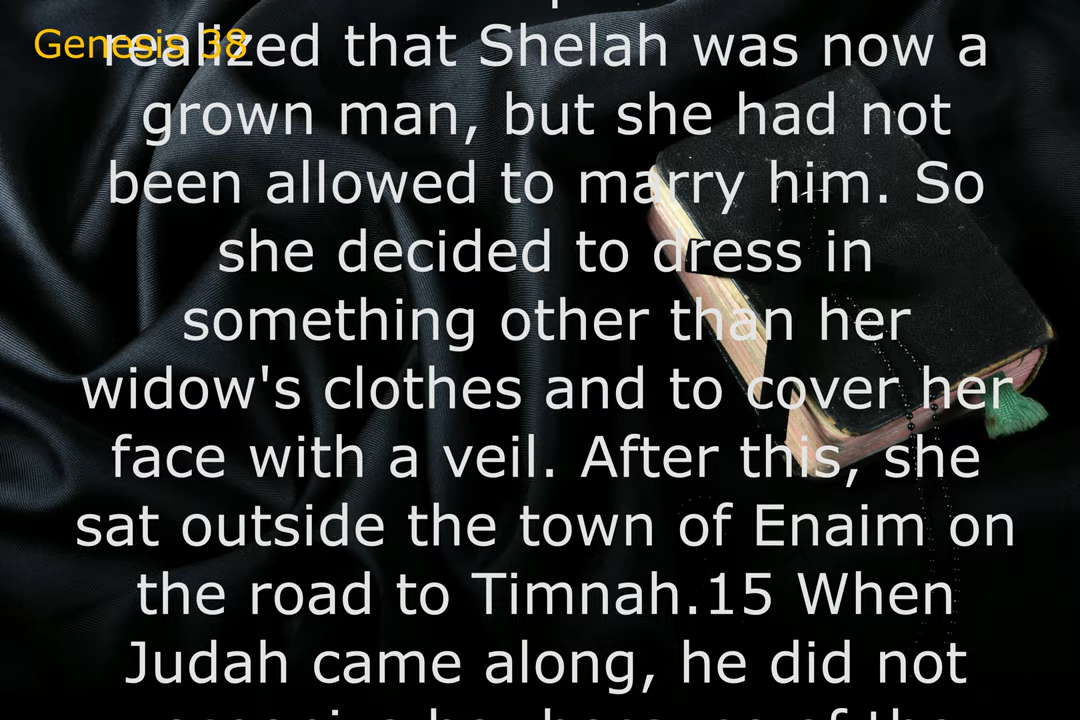 Genesis 38
realized that Shelah was now a
grown man, but she had not
been allowed to marry him. So
she decided to dress in
something other than her
widow's clothes and to cover her
face with a veil. After this, she
sat outside the town of Enaim on
the road to Timnah.15 When
Judah came along, he did not